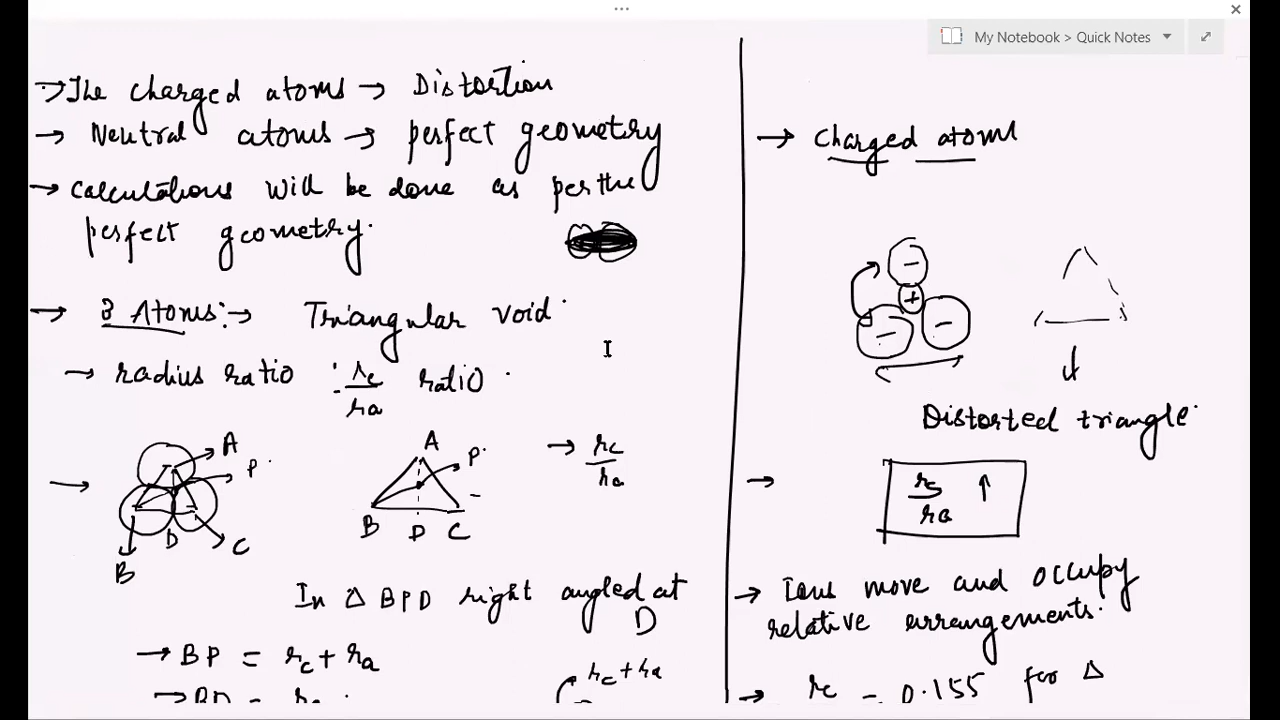 My Notebook > Quick Notes
→ The charged atoms → Distortion
→ Neutral atoms → perfect geometry
→ Calculations will be done as per the
perfect geometry.
→ 3 Atoms :→ Triangular void
→ radius ratio : rc/ra ratio
→ A P B D C
A P B D C
→ rc/ra
In △ BPD right angled at
D
→ BP = rc + ra
→ BD = ra
rc + ra
→ Charged atoms
− + − −
Distorted triangle
→ rc/ra ↑
→ Ions move and occupy
relative arrangements.
→ rc = 0.155 for △